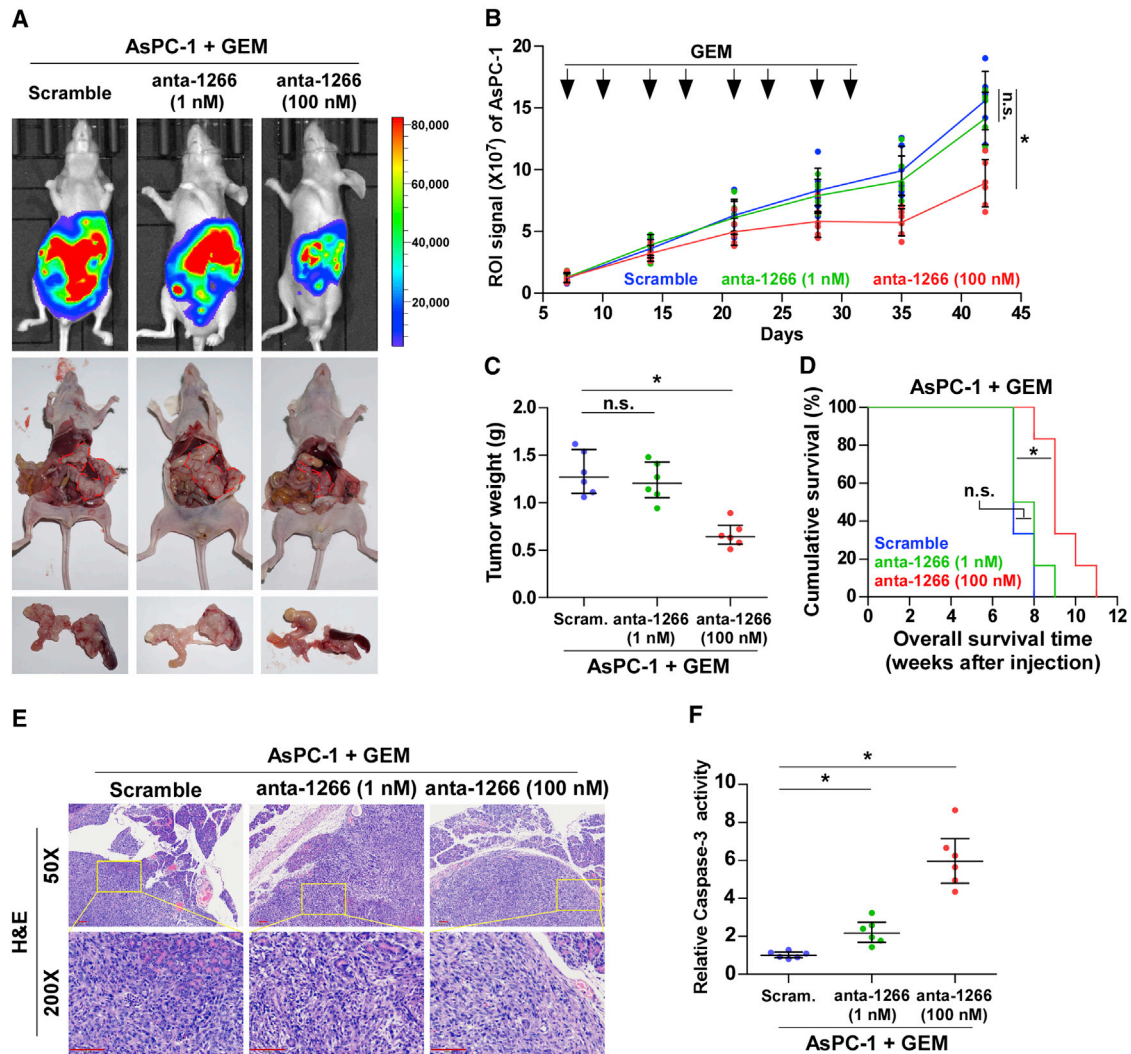 A
AsPC-1 + GEM
Scramble
anta-1266
(1 nM)
anta-1266
(100 nM)
80,000
60,000
40,000
20,000
B
GEM
ROI signal (X10⁷) of AsPC-1
20
15
10
5
0
n.s.
*
Scramble
anta-1266 (1 nM)
anta-1266 (100 nM)
5 10 15 20 25 30 35 40 45
Days
C
*
n.s.
Tumor weight (g)
2.0
1.5
1.0
0.5
0.0
Scram.
anta-1266
(1 nM)
anta-1266
(100 nM)
AsPC-1 + GEM
D
AsPC-1 + GEM
Cumulative survival (%)
100
80
60
40
20
0
*
n.s.
Scramble
anta-1266 (1 nM)
anta-1266 (100 nM)
0 2 4 6 8 10 12
Overall survival time
(weeks after injection)
E
AsPC-1 + GEM
Scramble
anta-1266 (1 nM)
anta-1266 (100 nM)
H&E
50X
200X
F
*
*
Relative Caspase-3 activity
10
8
6
4
2
0
Scram.
anta-1266
(1 nM)
anta-1266
(100 nM)
AsPC-1 + GEM